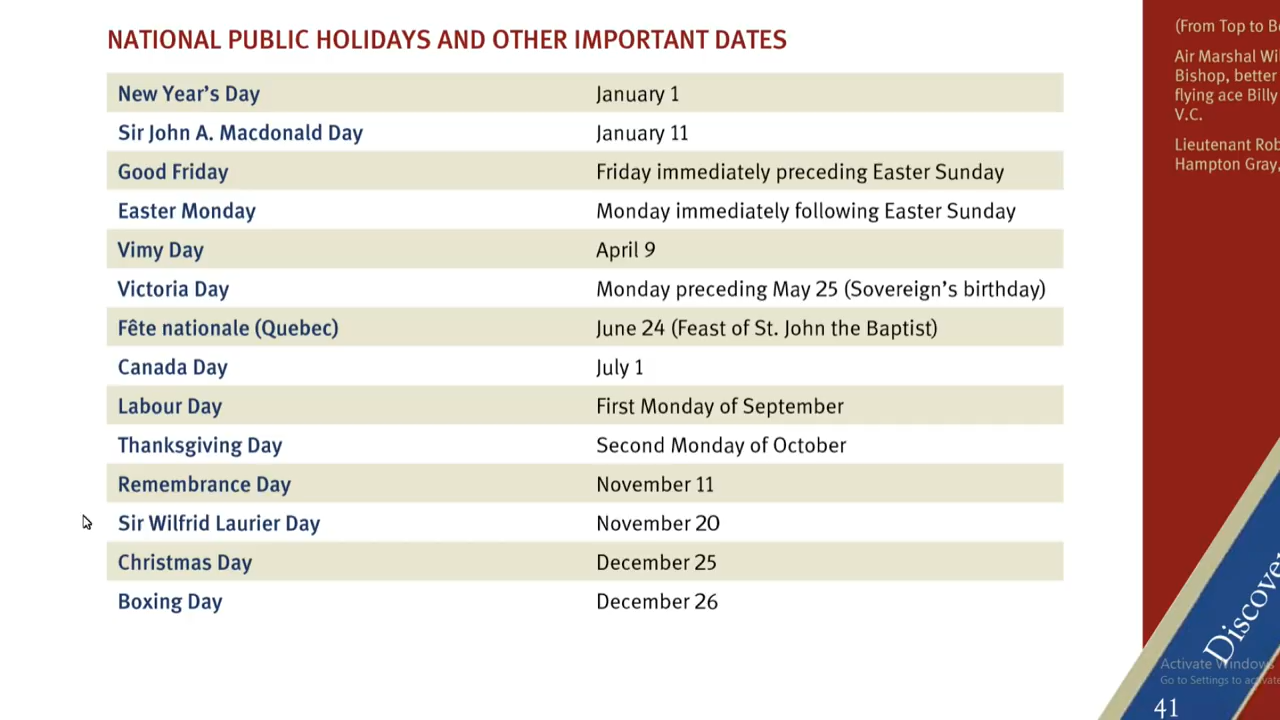 NATIONAL PUBLIC HOLIDAYS AND OTHER IMPORTANT DATES
New Year's Day January 1
Sir John A. Macdonald Day January 11
Good Friday Friday immediately preceding Easter Sunday
Easter Monday Monday immediately following Easter Sunday
Vimy Day April 9
Victoria Day Monday preceding May 25 (Sovereign's birthday)
Fête nationale (Quebec) June 24 (Feast of St. John the Baptist)
Canada Day July 1
Labour Day First Monday of September
Thanksgiving Day Second Monday of October
Remembrance Day November 11
Sir Wilfrid Laurier Day November 20
Christmas Day December 25
Boxing Day December 26
(From Top to
Air Marshal
Bishop, better
flying ace Billy
V.C.
Lieutenant
Hampton Gray,
Activate Windows
Go to Settings to
41